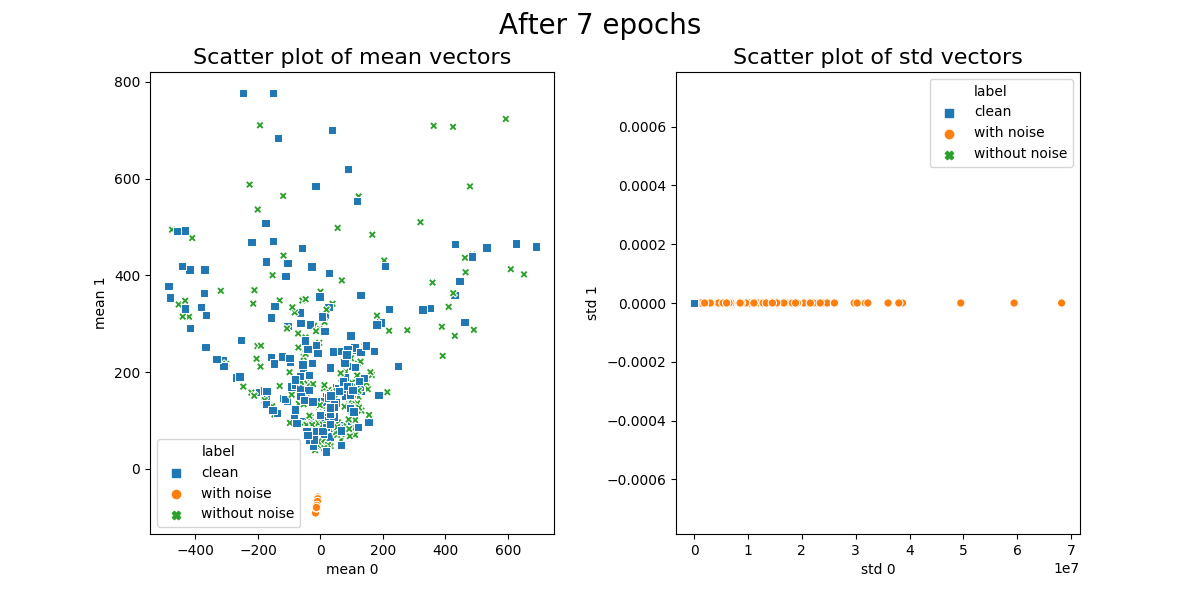 After 7 epochs
Scatter plot of mean vectors
800
600
400
200
0
mean 1
−400
−200
0
200
400
600
mean 0
label
clean
with noise
without noise
Scatter plot of std vectors
0.0006
0.0004
0.0002
0.0000
−0.0002
−0.0004
−0.0006
std 1
0
1
2
3
4
5
6
7
1e7
std 0
label
clean
with noise
without noise